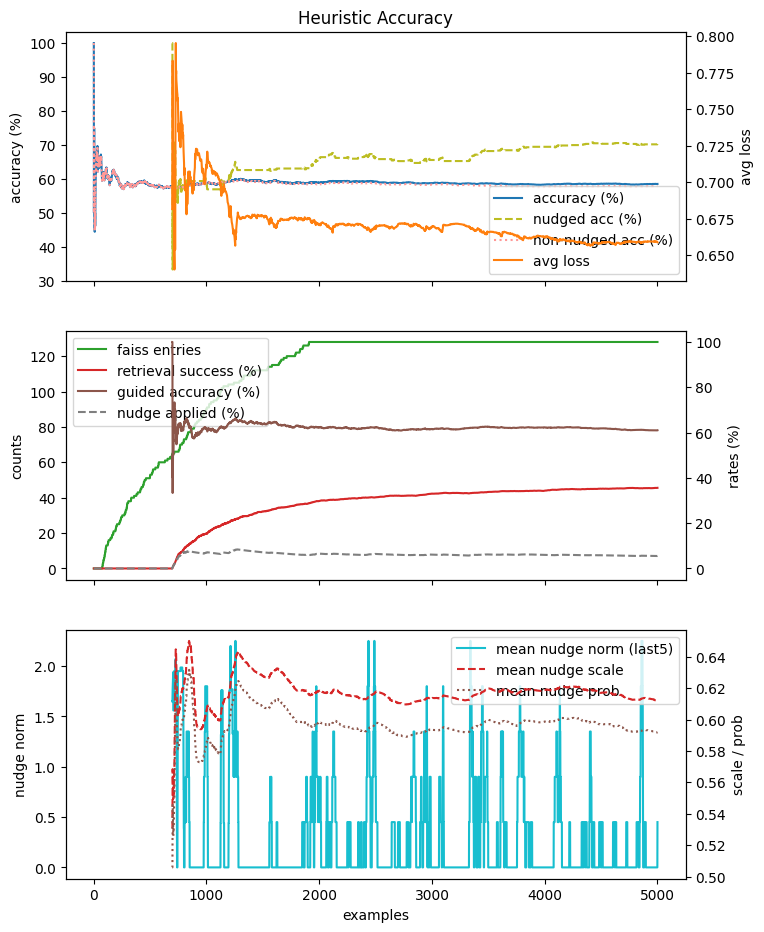 Heuristic Accuracy
100
90
80
70
60
50
40
30
accuracy (%)
0.800
0.775
0.750
0.725
0.700
0.675
0.650
avg loss
accuracy (%)
nudged acc (%)
non-nudged acc (%)
avg loss
120
100
80
60
40
20
0
counts
100
80
60
40
20
0
rates (%)
faiss entries
retrieval success (%)
guided accuracy (%)
nudge applied (%)
2.0
1.5
1.0
0.5
0.0
nudge norm
0.64
0.62
0.60
0.58
0.56
0.54
0.52
0.50
scale / prob
mean nudge norm (last5)
mean nudge scale
mean nudge prob
0
1000
2000
3000
4000
5000
examples